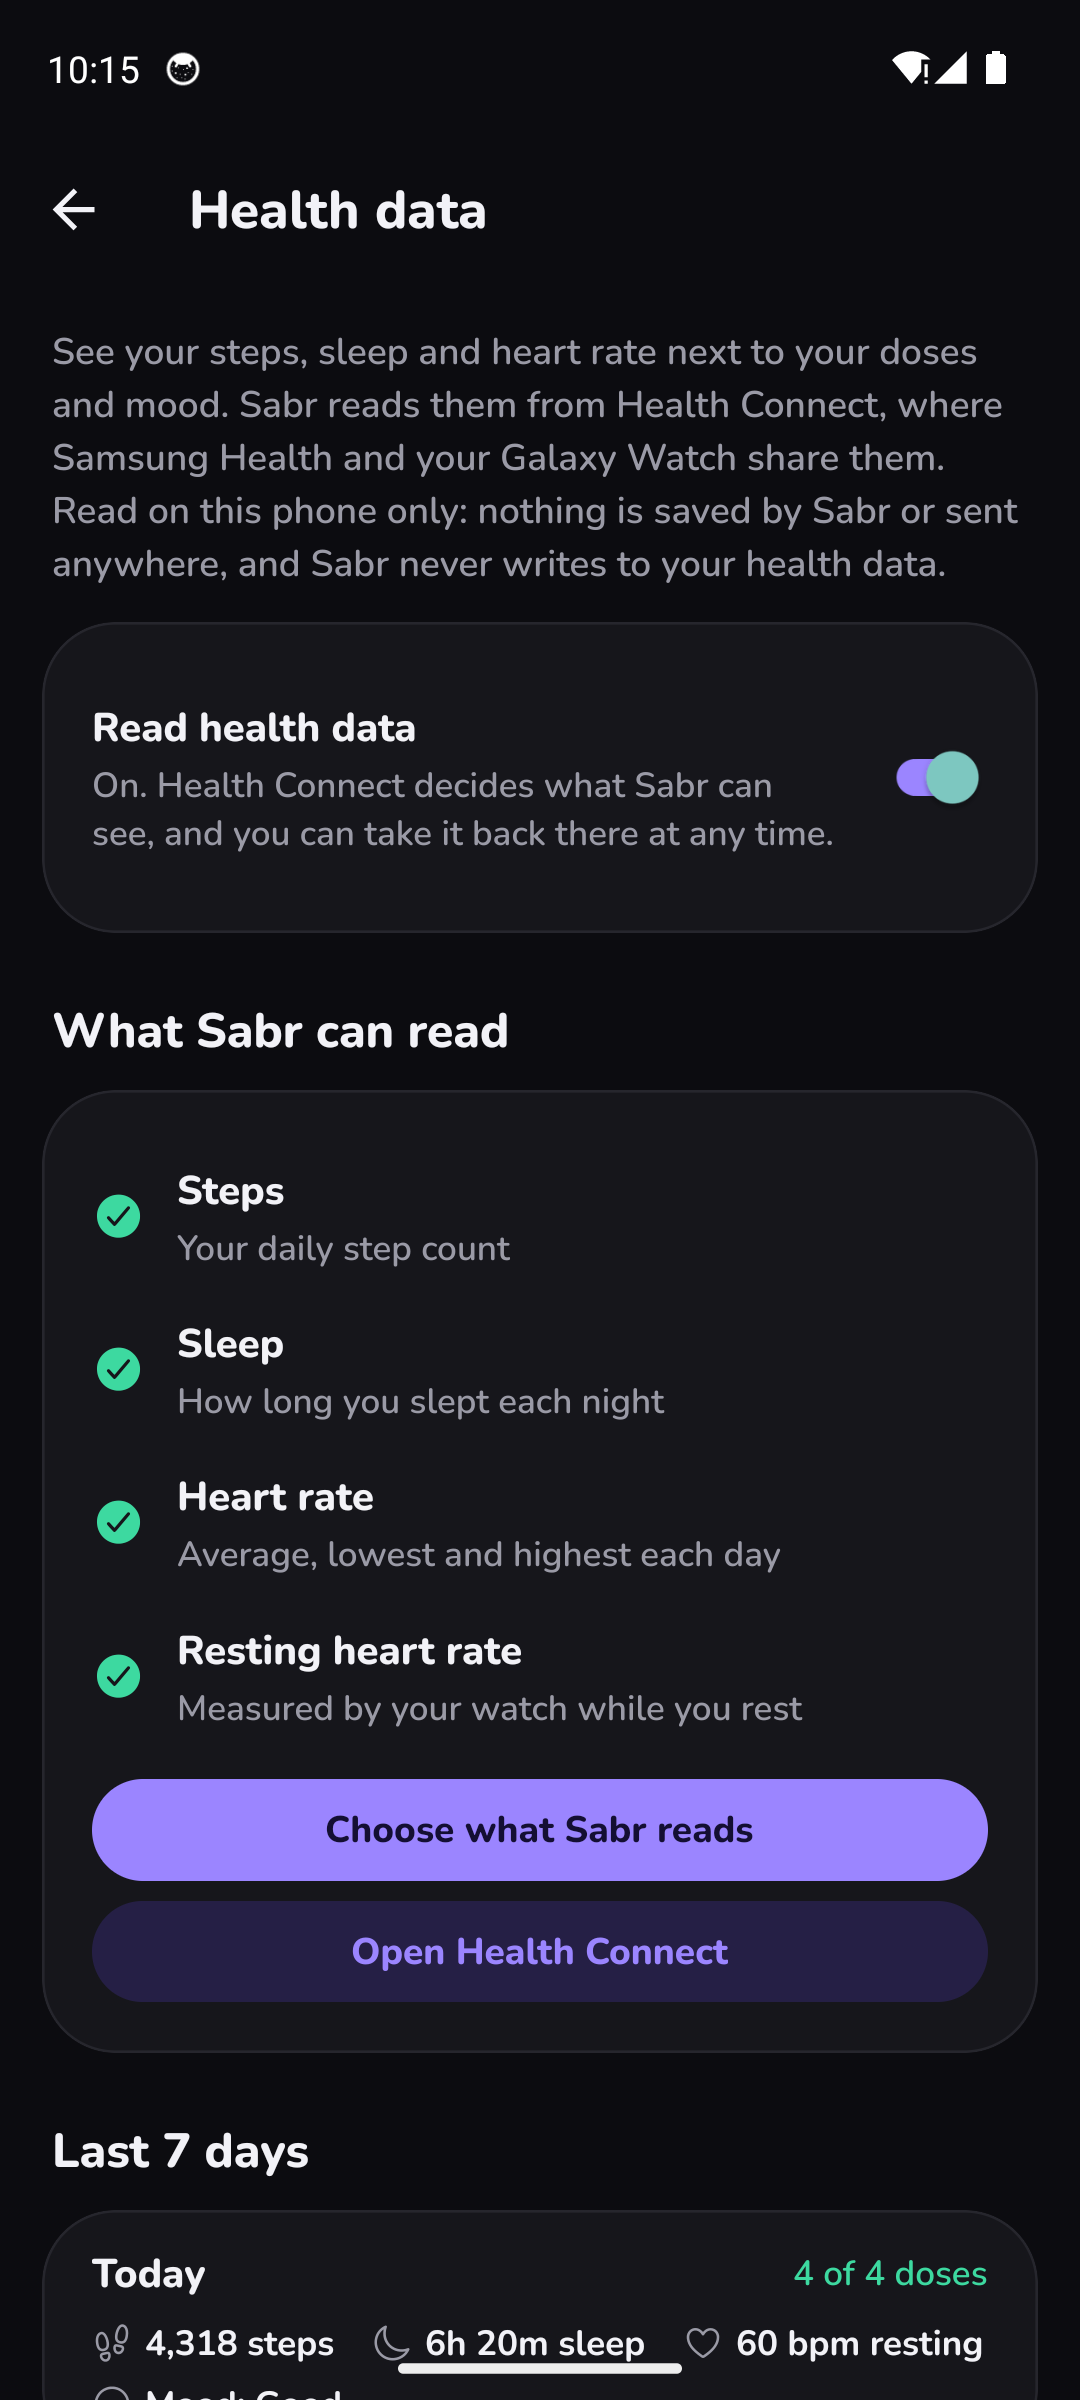 10:15
Health data
See your steps, sleep and heart rate next to your doses
and mood. Sabr reads them from Health Connect, where
Samsung Health and your Galaxy Watch share them.
Read on this phone only: nothing is saved by Sabr or sent
anywhere, and Sabr never writes to your health data.
Read health data
On. Health Connect decides what Sabr can
see, and you can take it back there at any time.
What Sabr can read
Steps
Your daily step count
Sleep
How long you slept each night
Heart rate
Average, lowest and highest each day
Resting heart rate
Measured by your watch while you rest
Choose what Sabr reads
Open Health Connect
Last 7 days
Today 4 of 4 doses
4,318 steps 6h 20m sleep 60 bpm resting
Mood: Good